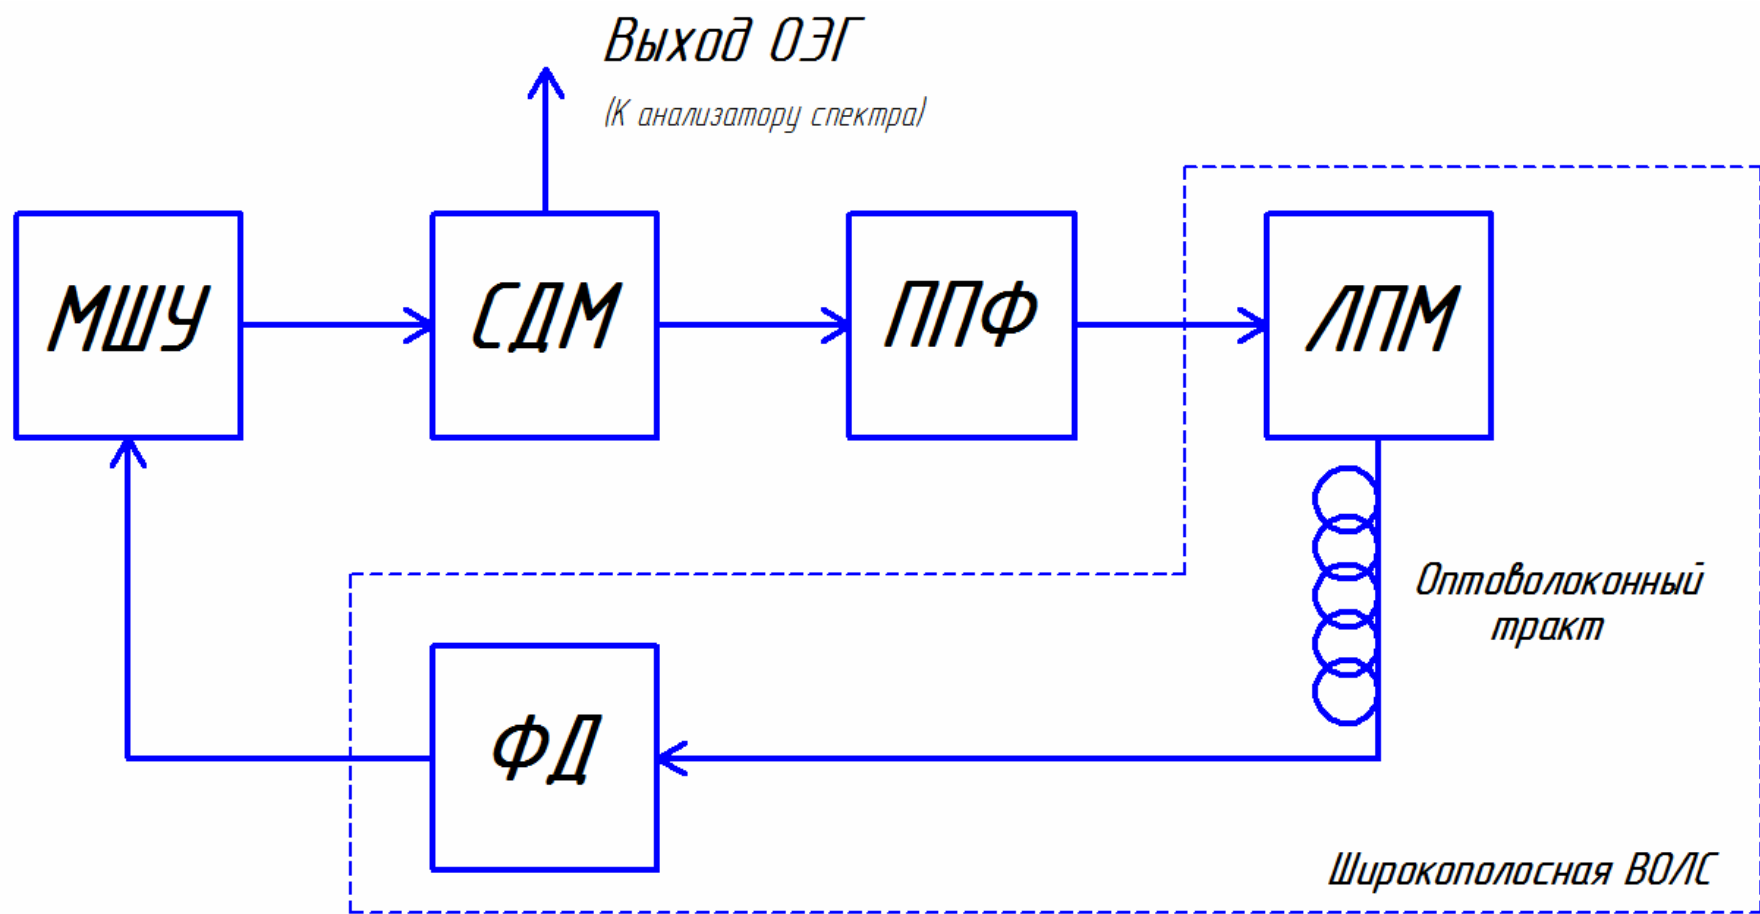 Выход ОЭГ
(К анализатору спектра)
МШУ
СДМ
ППФ
ЛПМ
Оптоволоконный
тракт
ФД
Широкополосная ВОЛС